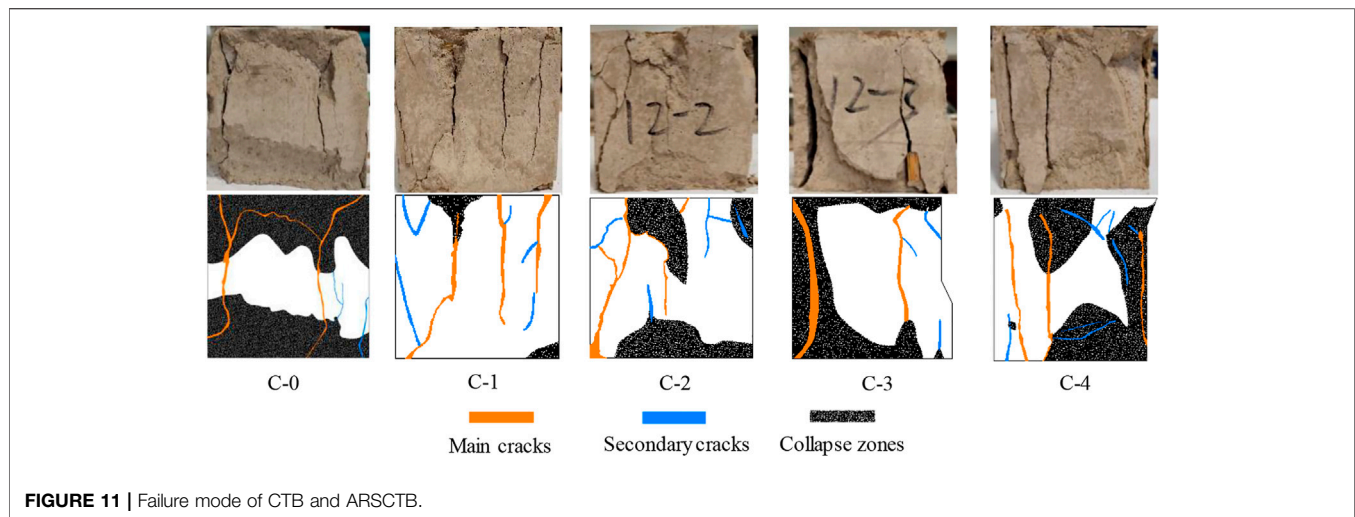 12-2
12-3
C-0
C-1
C-2
C-3
C-4
Main cracks
Secondary cracks
Collapse zones
FIGURE 11 | Failure mode of CTB and ARSCTB.